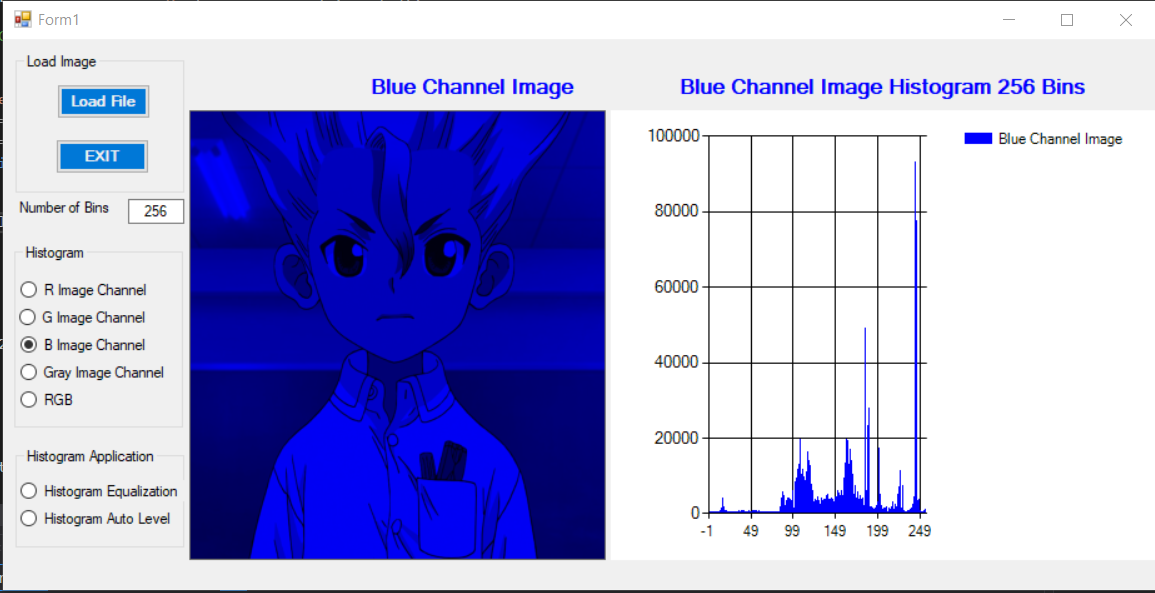 Form1
Load Image
Load File
EXIT
Number of Bins 256
Histogram
R Image Channel
G Image Channel
B Image Channel
Gray Image Channel
RGB
Histogram Application
Histogram Equalization
Histogram Auto Level
Blue Channel Image
Blue Channel Image Histogram 256 Bins
100000
80000
60000
40000
20000
0
-1 49 99 149 199 249
Blue Channel Image